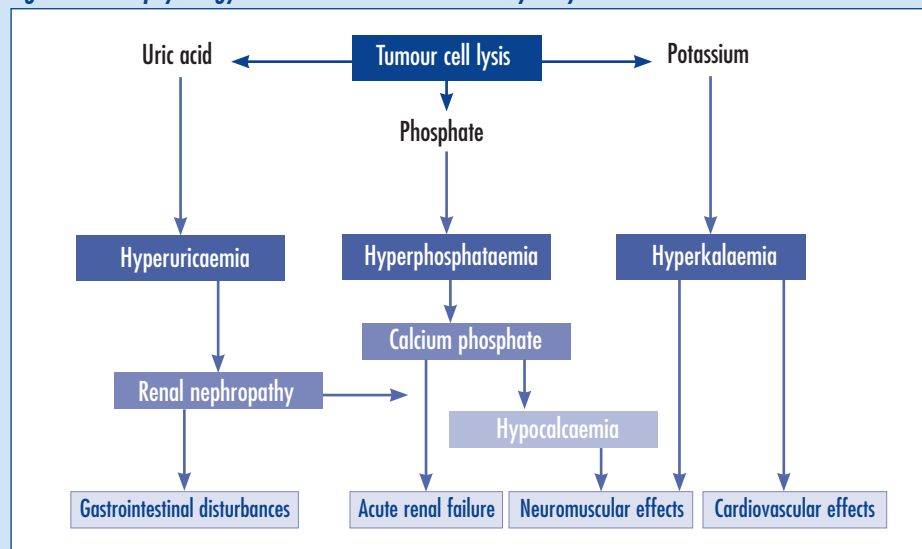 Uric acid
Tumour cell lysis
Potassium
Phosphate
Hyperuricaemia
Hyperphosphataemia
Hyperkalaemia
Calcium phosphate
Renal nephropathy
Hypocalcaemia
Gastrointestinal disturbances
Acute renal failure
Neuromuscular effects
Cardiovascular effects